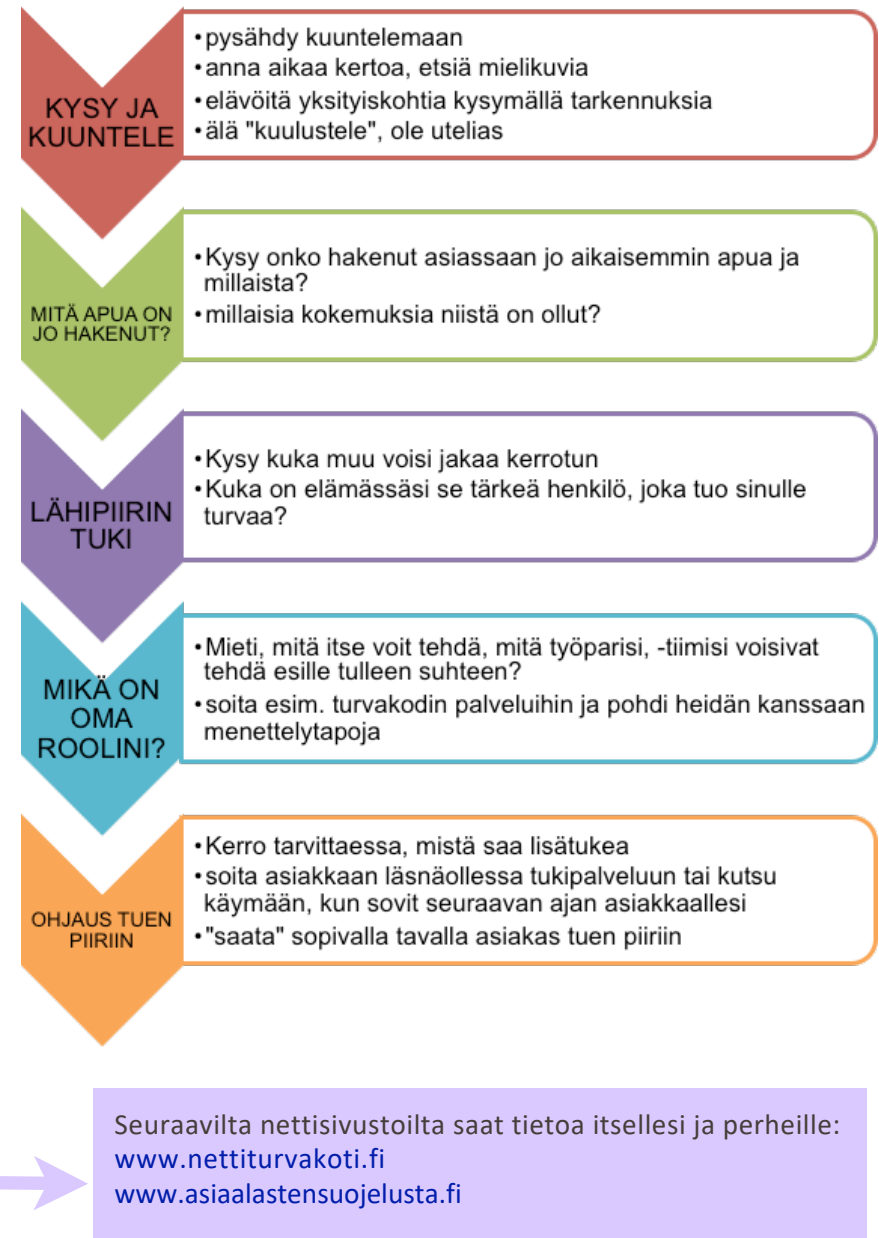 KYSY JA
KUUNTELE
•pysähdy kuuntelemaan
•anna aikaa kertoa, etsiä mielikuvia
•elävöitä yksityiskohtia kysymällä tarkennuksia
•älä "kuulustele", ole utelias
MITÄ APUA ON
JO HAKENUT?
•Kysy onko hakenut asiassaan jo aikaisemmin apua ja
millaista?
•millaisia kokemuksia niistä on ollut?
LÄHIPIIRIN
TUKI
•Kysy kuka muu voisi jakaa kerrotun
•Kuka on elämässäsi se tärkeä henkilö, joka tuo sinulle
turvaa?
MIKÄ ON
OMA
ROOLINI?
•Mieti, mitä itse voit tehdä, mitä työparisi, -tiimisi voisivat
tehdä esille tulleen suhteen?
•soita esim. turvakodin palveluihin ja pohdi heidän kanssaan
menettelytapoja
OHJAUS TUEN
PIIRIIN
•Kerro tarvittaessa, mistä saa lisätukea
•soita asiakkaan läsnäollessa tukipalveluun tai kutsu
käymään, kun sovit seuraavan ajan asiakkaallesi
•"saata" sopivalla tavalla asiakas tuen piiriin
Seuraavilta nettisivustoilta saat tietoa itsellesi ja perheille:
www.nettiturvakoti.fi
www.asiaalastensuojelusta.fi